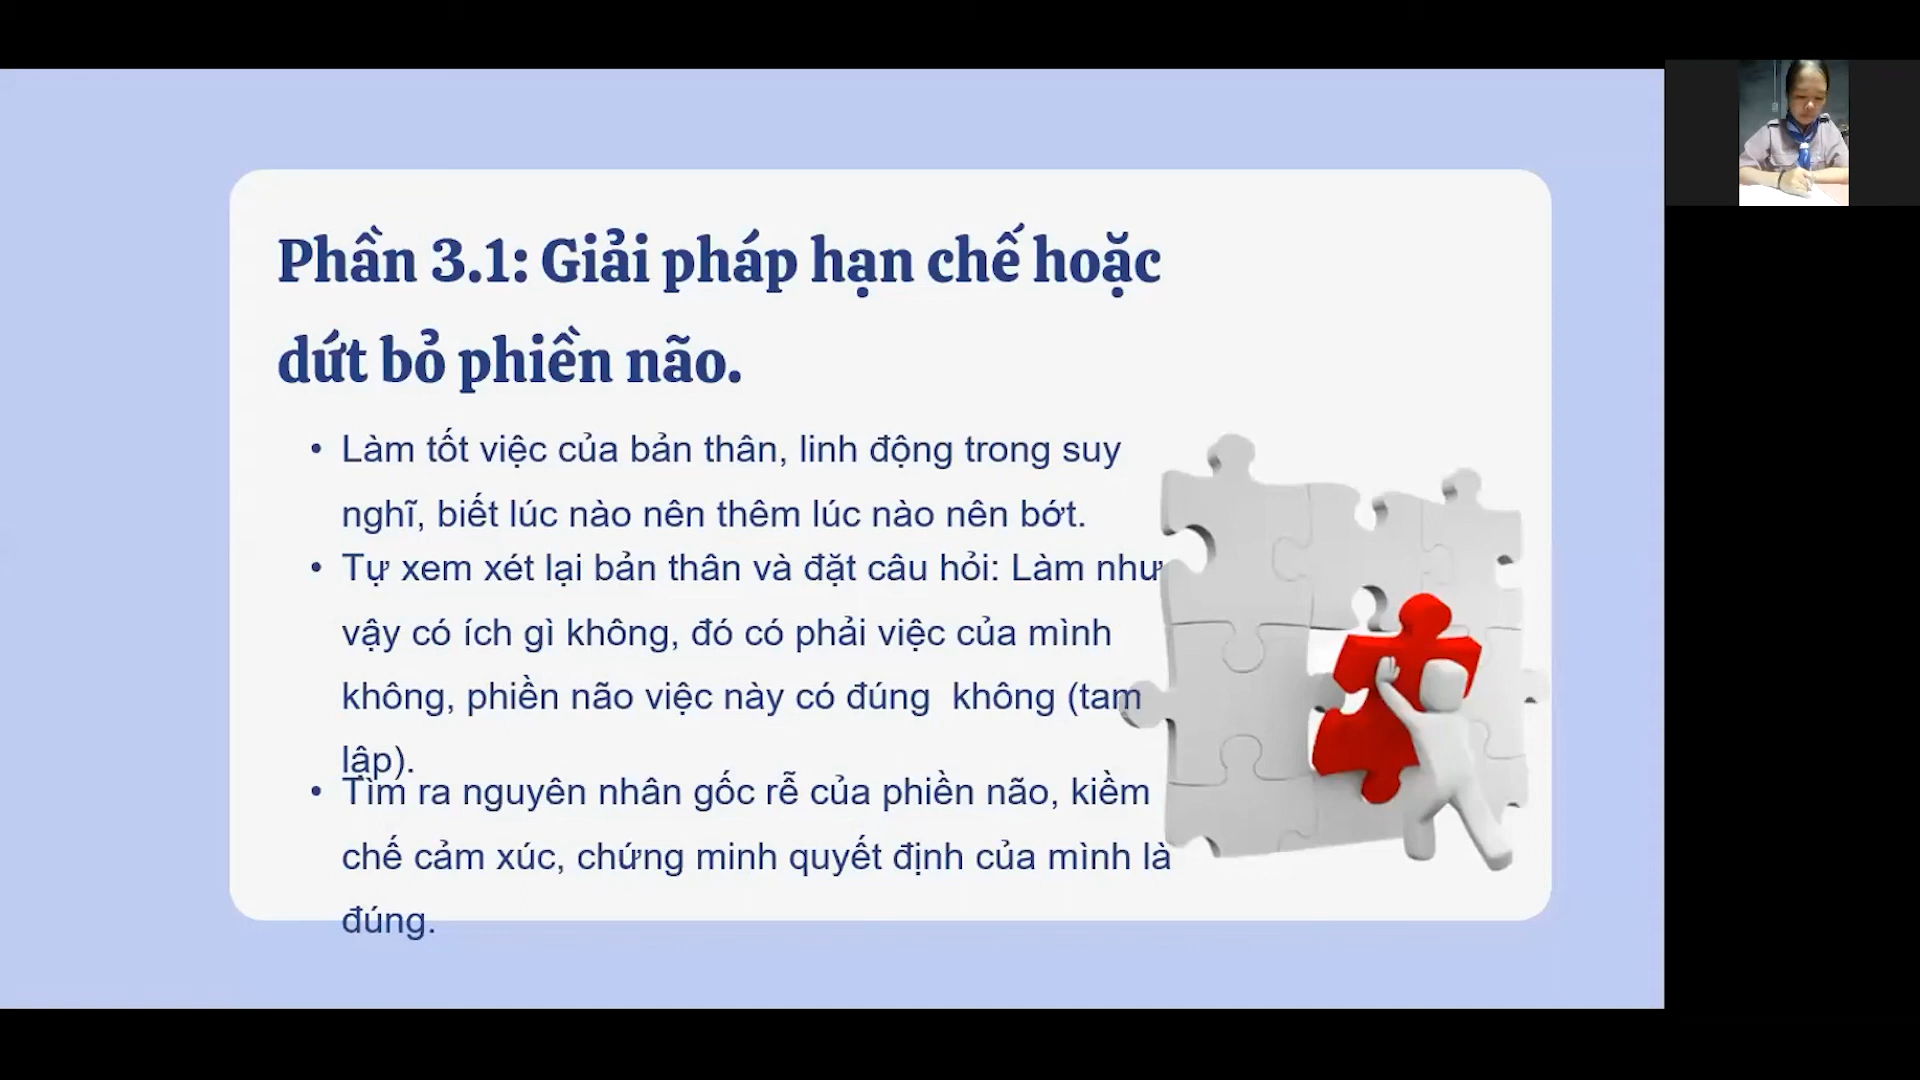 Phần 3.1: Giải pháp hạn chế hoặc
dứt bỏ phiền não.
• Làm tốt việc của bản thân, linh động trong suy
nghĩ, biết lúc nào nên thêm lúc nào nên bớt.
• Tự xem xét lại bản thân và đặt câu hỏi: Làm như
vậy có ích gì không, đó có phải việc của mình
không, phiền não việc này có đúng  không (tam
lập).
• Tìm ra nguyên nhân gốc rễ của phiền não, kiềm
chế cảm xúc, chứng minh quyết định của mình là
đúng.